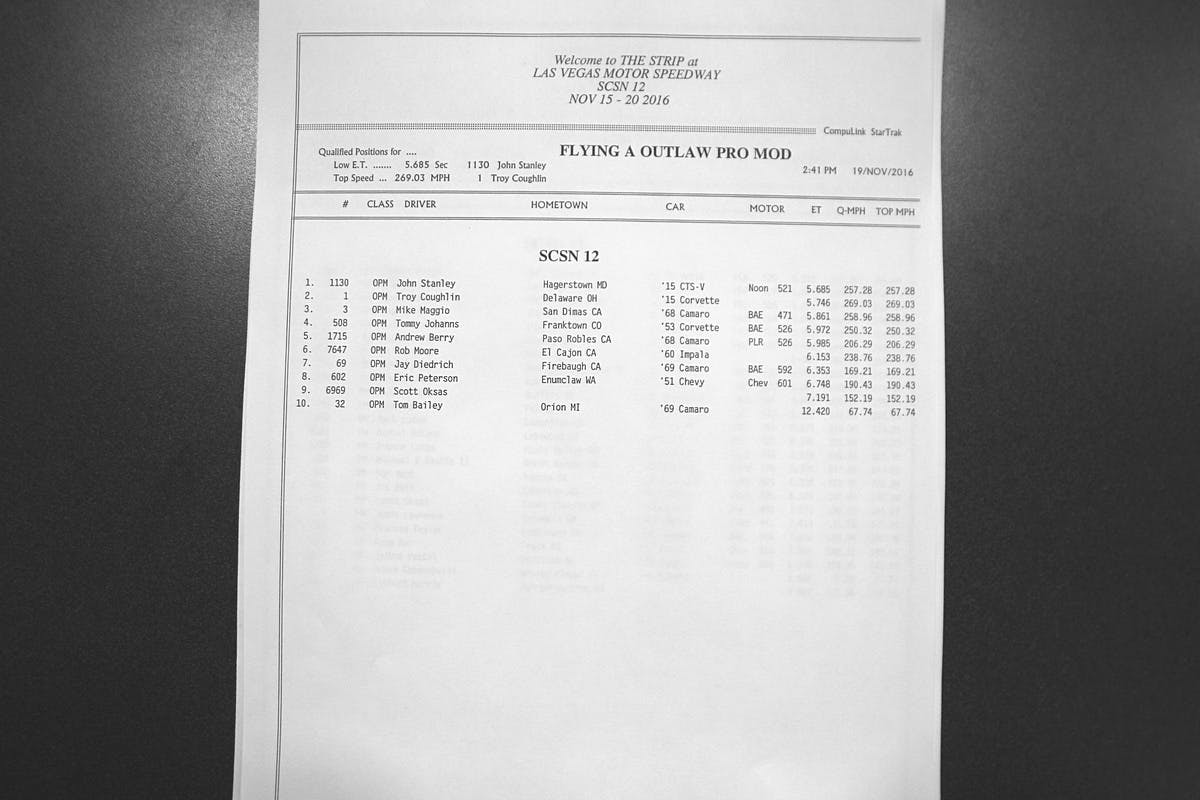 Welcome to THE STRIP at
LAS VEGAS MOTOR SPEEDWAY
SCSN 12
NOV 15 - 20 2016
CompuLink StarTrak
Qualified Positions for .... FLYING A OUTLAW PRO MOD
Low E.T. ....... 5.685 Sec 1130 John Stanley
Top Speed ... 269.03 MPH 1 Troy Coughlin 2:41 PM 19/NOV/2016
# CLASS DRIVER HOMETOWN CAR MOTOR ET Q-MPH TOP MPH
SCSN 12
1. 1130 OPM John Stanley Hagerstown MD '15 CTS-V Noon 521 5.685 257.28 257.28
2. 1 OPM Troy Coughlin Delaware OH '15 Corvette 5.746 269.03 269.03
3. 3 OPM Mike Maggio San Dimas CA '68 Camaro BAE 471 5.861 258.96 258.96
4. 508 OPM Tommy Johanns Franktown CO '53 Corvette BAE 526 5.972 250.32 250.32
5. 1715 OPM Andrew Berry Paso Robles CA '68 Camaro PLR 526 5.985 206.29 206.29
6. 7647 OPM Rob Moore El Cajon CA '60 Impala 6.153 238.76 238.76
7. 69 OPM Jay Diedrich Firebaugh CA '69 Camaro BAE 592 6.353 169.21 169.21
8. 602 OPM Eric Peterson Enumclaw WA '51 Chevy Chev 601 6.748 190.43 190.43
9. 6969 OPM Scott Oksas 7.191 152.19 152.19
10. 32 OPM Tom Bailey Orion MI '69 Camaro 12.420 67.74 67.74